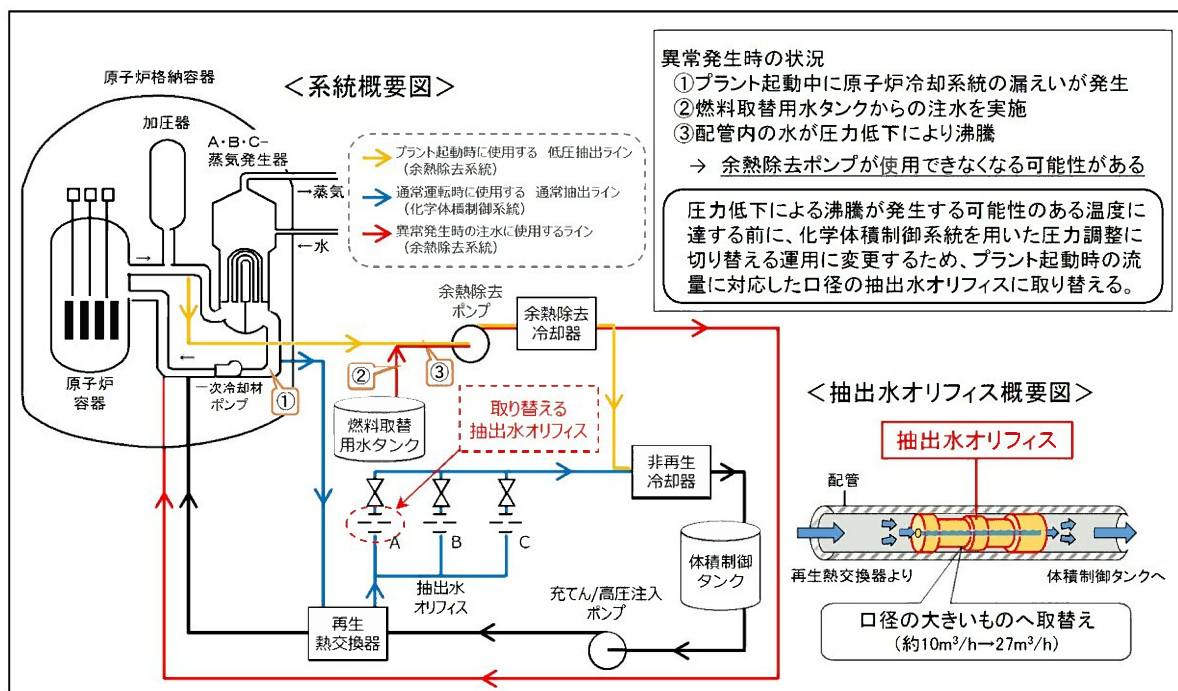 <系統概要図>
原子炉格納容器
加圧器
A・B・C-
蒸気発生器
→蒸気
←水
原子炉
容器
一次冷却材
ポンプ
①
プラント起動時に使用する 低圧抽出ライン
(余熱除去系統)
通常運転時に使用する 通常抽出ライン
(化学体積制御系統)
異常発生時の注水に使用するライン
(余熱除去系統)
異常発生時の状況
①プラント起動中に原子炉冷却系統の漏えいが発生
②燃料取替用水タンクからの注水を実施
③配管内の水が圧力低下により沸騰
→ 余熱除去ポンプが使用できなくなる可能性がある
圧力低下による沸騰が発生する可能性のある温度に
達する前に、化学体積制御系統を用いた圧力調整に
切り替える運用に変更するため、プラント起動時の流
量に対応した口径の抽出水オリフィスに取り替える。
余熱除去
ポンプ
余熱除去
冷却器
②
③
燃料取替
用水タンク
取り替える
抽出水オリフィス
非再生
冷却器
A
B
C
抽出水
オリフィス
体積制御
タンク
充てん/高圧注入
ポンプ
再生
熱交換器
<抽出水オリフィス概要図>
抽出水オリフィス
配管
再生熱交換器より
体積制御タンクへ
口径の大きいものへ取替え
(約10m³/h→27m³/h)